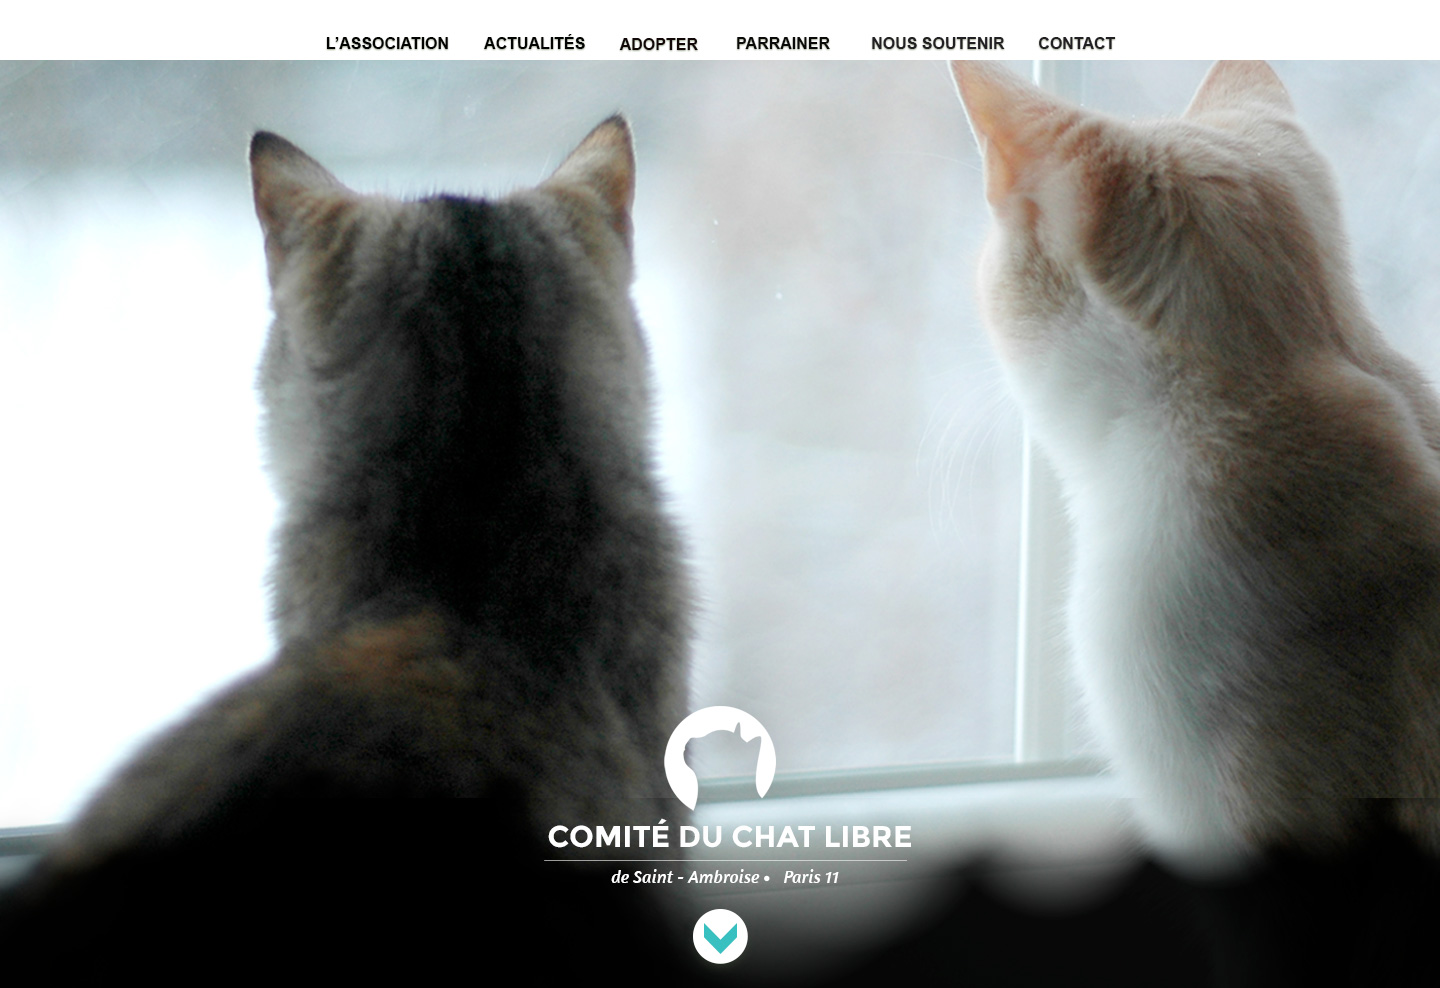 L'ASSOCIATION ACTUALITÉS ADOPTER PARRAINER NOUS SOUTENIR CONTACT
COMITÉ DU CHAT LIBRE
de Saint - Ambroise • Paris 11